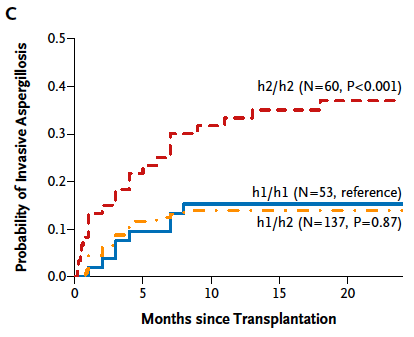 C
Probability of Invasive Aspergillosis
0.5
0.4
0.3
0.2
0.1
0.0
h2/h2 (N=60, P<0.001)
h1/h1 (N=53, reference)
h1/h2 (N=137, P=0.87)
0 5 10 15 20
Months since Transplantation